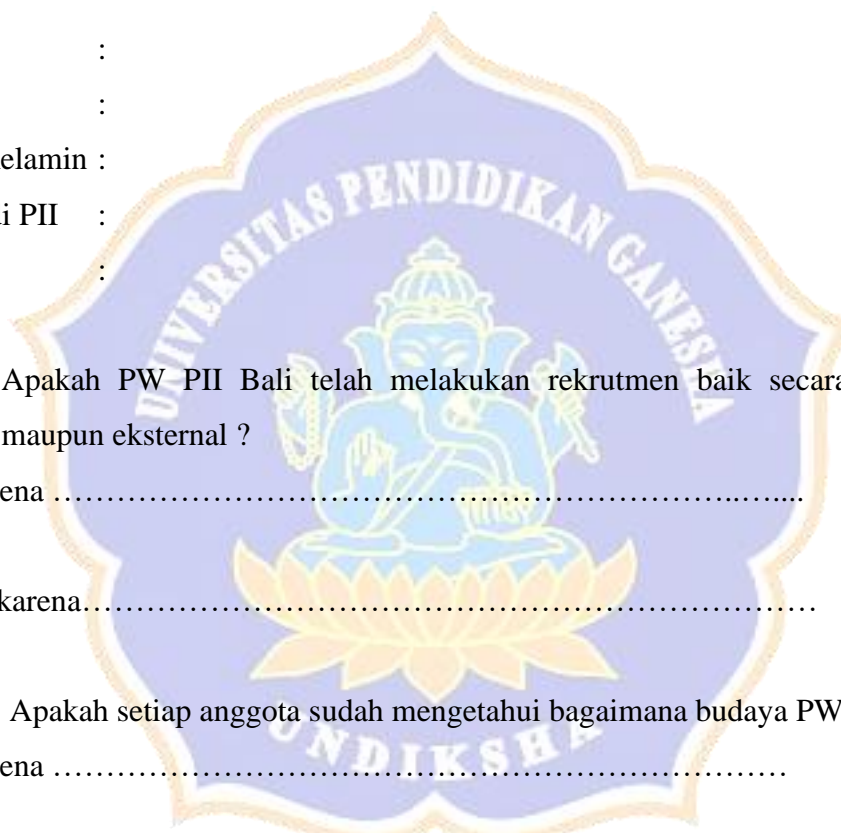 :
:
elamin :
i PII :
:
UNIVERSITAS PENDIDIKAN GANESHA
Apakah PW PII Bali telah melakukan rekrutmen baik secara
maupun eksternal ?
ena ……………………………………………………...…....
karena……………………………………………………………
Apakah setiap anggota sudah mengetahui bagaimana budaya PW
ena ……………………………………………………………
UNDIKSHA